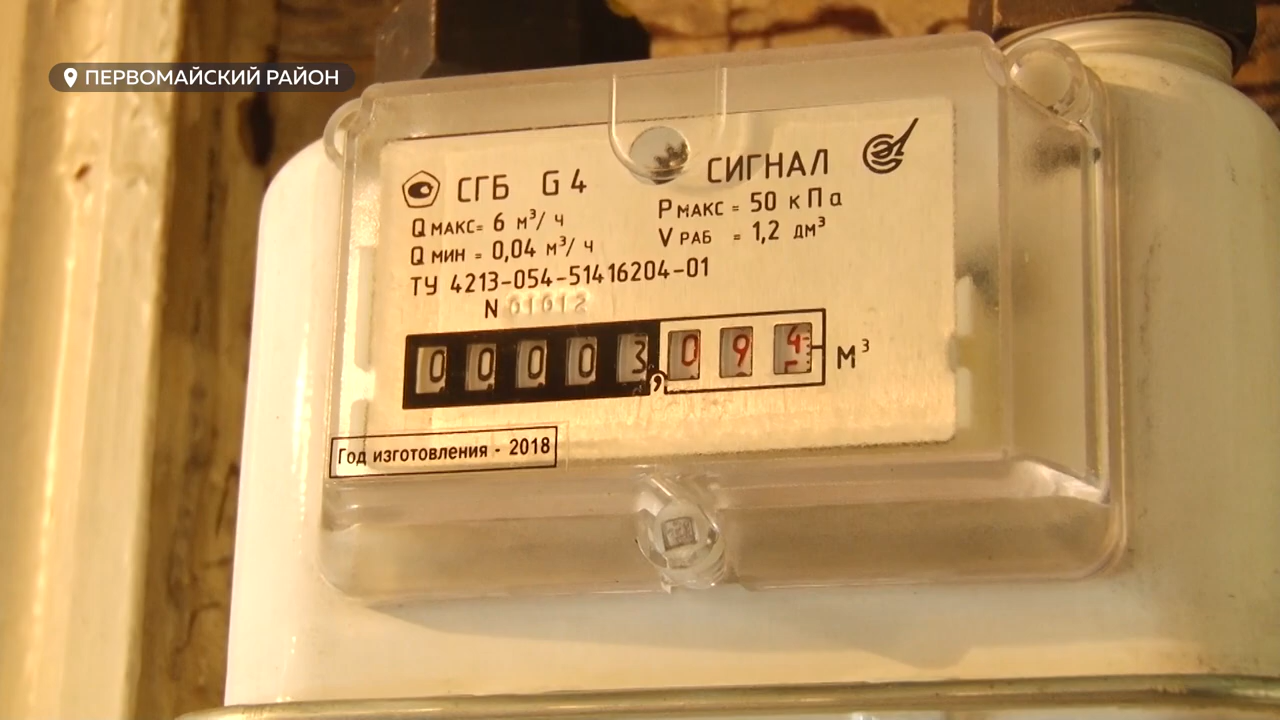 ПЕРВОМАЙСКИЙ РАЙОН
СГБ G4
СИГНАЛ
Qмакс= 6 м³/ч
Pмакс = 50 кПа
Qмин = 0,04 м³/ч
Vраб = 1,2 дм³
ТУ 4213-054-51416204-01
N 01012
00003,094 м³
Год изготовления - 2018